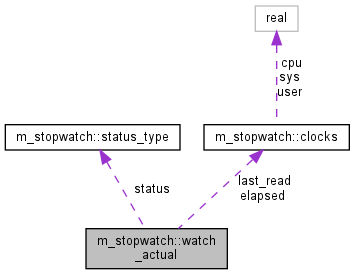 real
cpu
sys
user
m_stopwatch::status_type
m_stopwatch::clocks
status
last_read
elapsed
m_stopwatch::watch
_actual